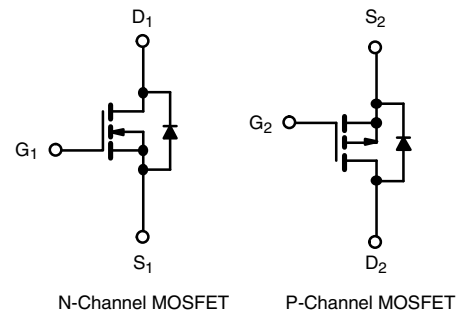 D1
S2
G1
G2
S1
D2
N-Channel MOSFET
P-Channel MOSFET